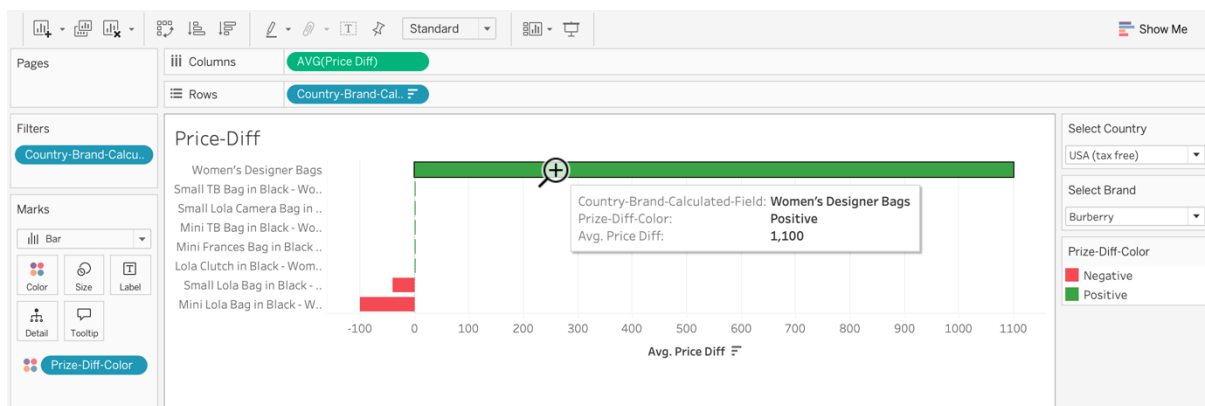 Standard
Show Me
Pages
iii Columns
AVG(Price Diff)
Rows
Country-Brand-Cal..
Filters
Country-Brand-Calcu..
Marks
Bar
Color
Size
Label
Detail
Tooltip
Prize-Diff-Color
Price-Diff
Women's Designer Bags
Small TB Bag in Black - Wo..
Small Lola Camera Bag in ..
Mini TB Bag in Black - Wo..
Mini Frances Bag in Black ..
Lola Clutch in Black - Wom..
Small Lola Bag in Black - ..
Mini Lola Bag in Black - W..
Country-Brand-Calculated-Field: Women's Designer Bags
Prize-Diff-Color: Positive
Avg. Price Diff: 1,100
-100 0 100 200 300 400 500 600 700 800 900 1000 1100
Avg. Price Diff
Select Country
USA (tax free)
Select Brand
Burberry
Prize-Diff-Color
Negative
Positive